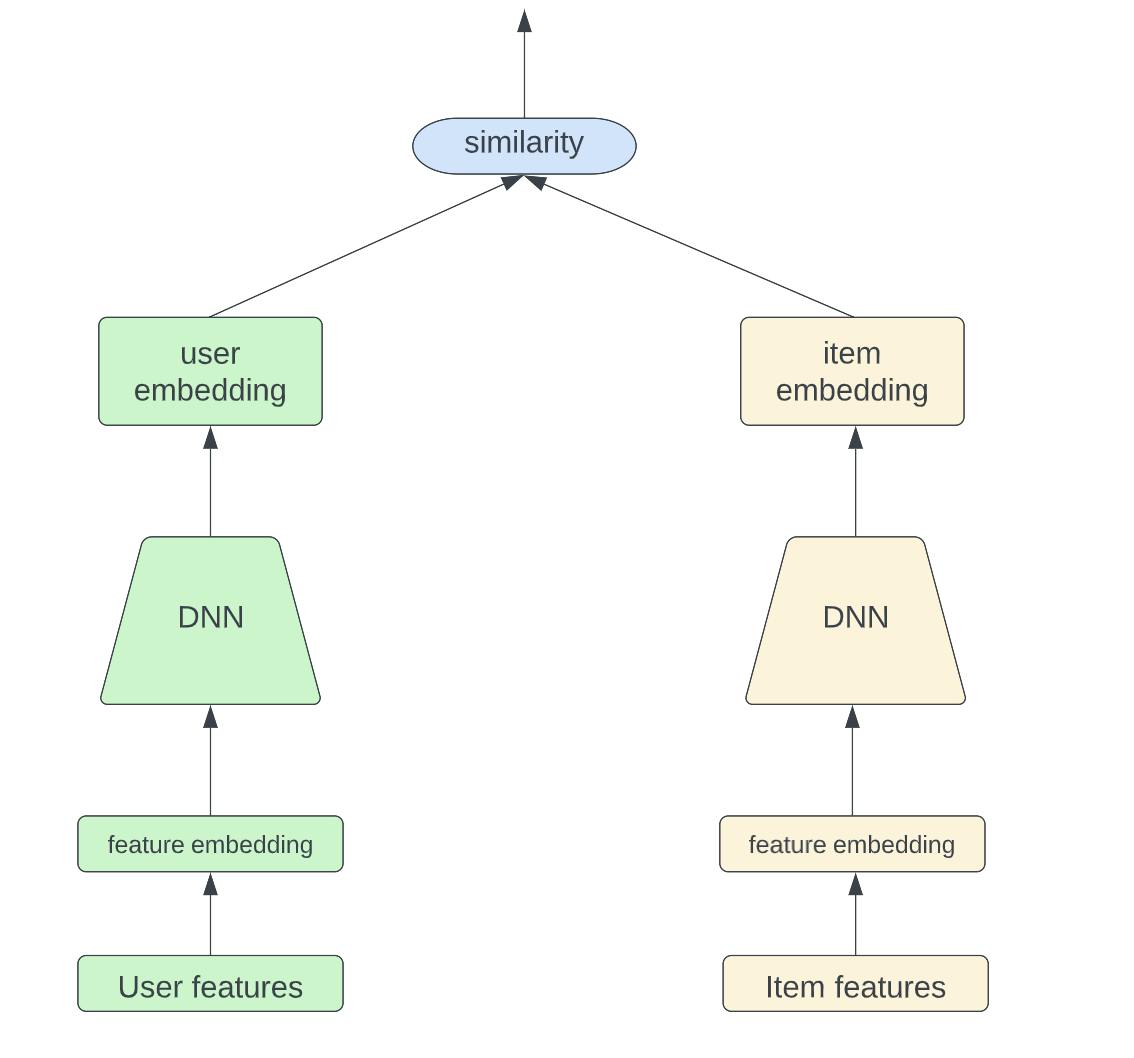 similarity
user
embedding
item
embedding
DNN
DNN
feature embedding
feature embedding
User features
Item features